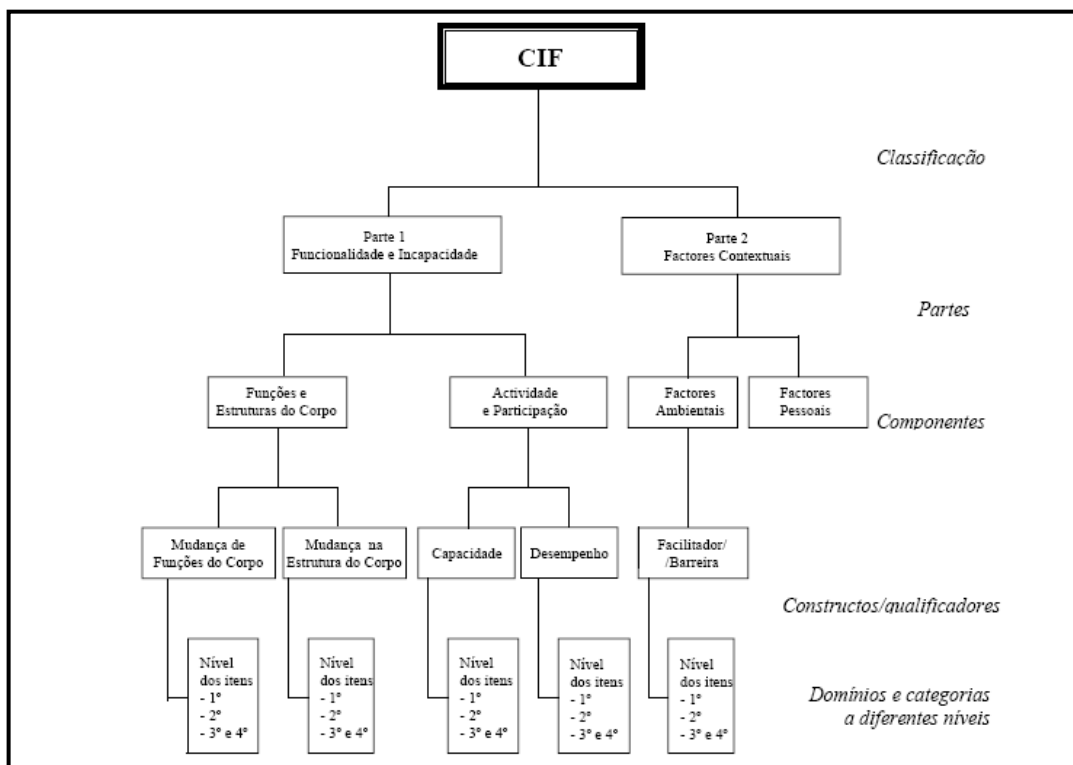 CIF
Classificação
Parte 1
Funcionalidade e Incapacidade
Parte 2
Factores Contextuais
Partes
Funções e
Estruturas do Corpo
Actividade
e Participação
Factores
Ambientais
Factores
Pessoais
Componentes
Mudança de
Funções do Corpo
Mudança na
Estrutura do Corpo
Capacidade
Desempenho
Facilitador/
/Barreira
Constructos/qualificadores
Nível
dos itens
- 1º
- 2º
- 3º e 4º
Nível
dos itens
- 1º
- 2º
- 3º e 4º
Nível
dos itens
- 1º
- 2º
- 3º e 4º
Nível
dos itens
- 1º
- 2º
- 3º e 4º
Nível
dos itens
- 1º
- 2º
- 3º e 4º
Domínios e categorias
a diferentes níveis